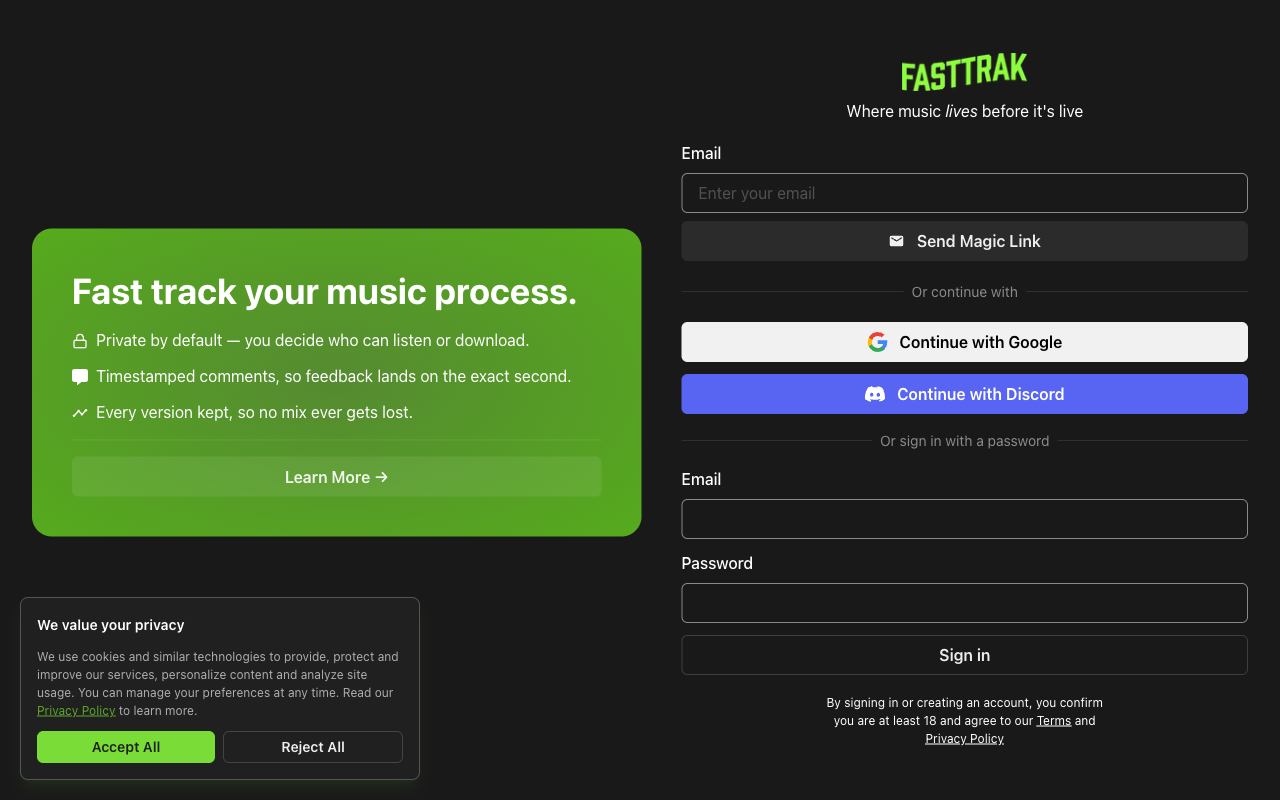 Fast track your music process.
Private by default — you decide who can listen or download.
Timestamped comments, so feedback lands on the exact second.
Every version kept, so no mix ever gets lost.
Learn More →
FASTTRAK
Where music lives before it's live
Email
Enter your email
Send Magic Link
Or continue with
Continue with Google
Continue with Discord
Or sign in with a password
Email
Password
Sign in
By signing in or creating an account, you confirm
you are at least 18 and agree to our Terms and
Privacy Policy
We value your privacy
We use cookies and similar technologies to provide, protect and
improve our services, personalize content and analyze site
usage. You can manage your preferences at any time. Read our
Privacy Policy to learn more.
Accept All
Reject All